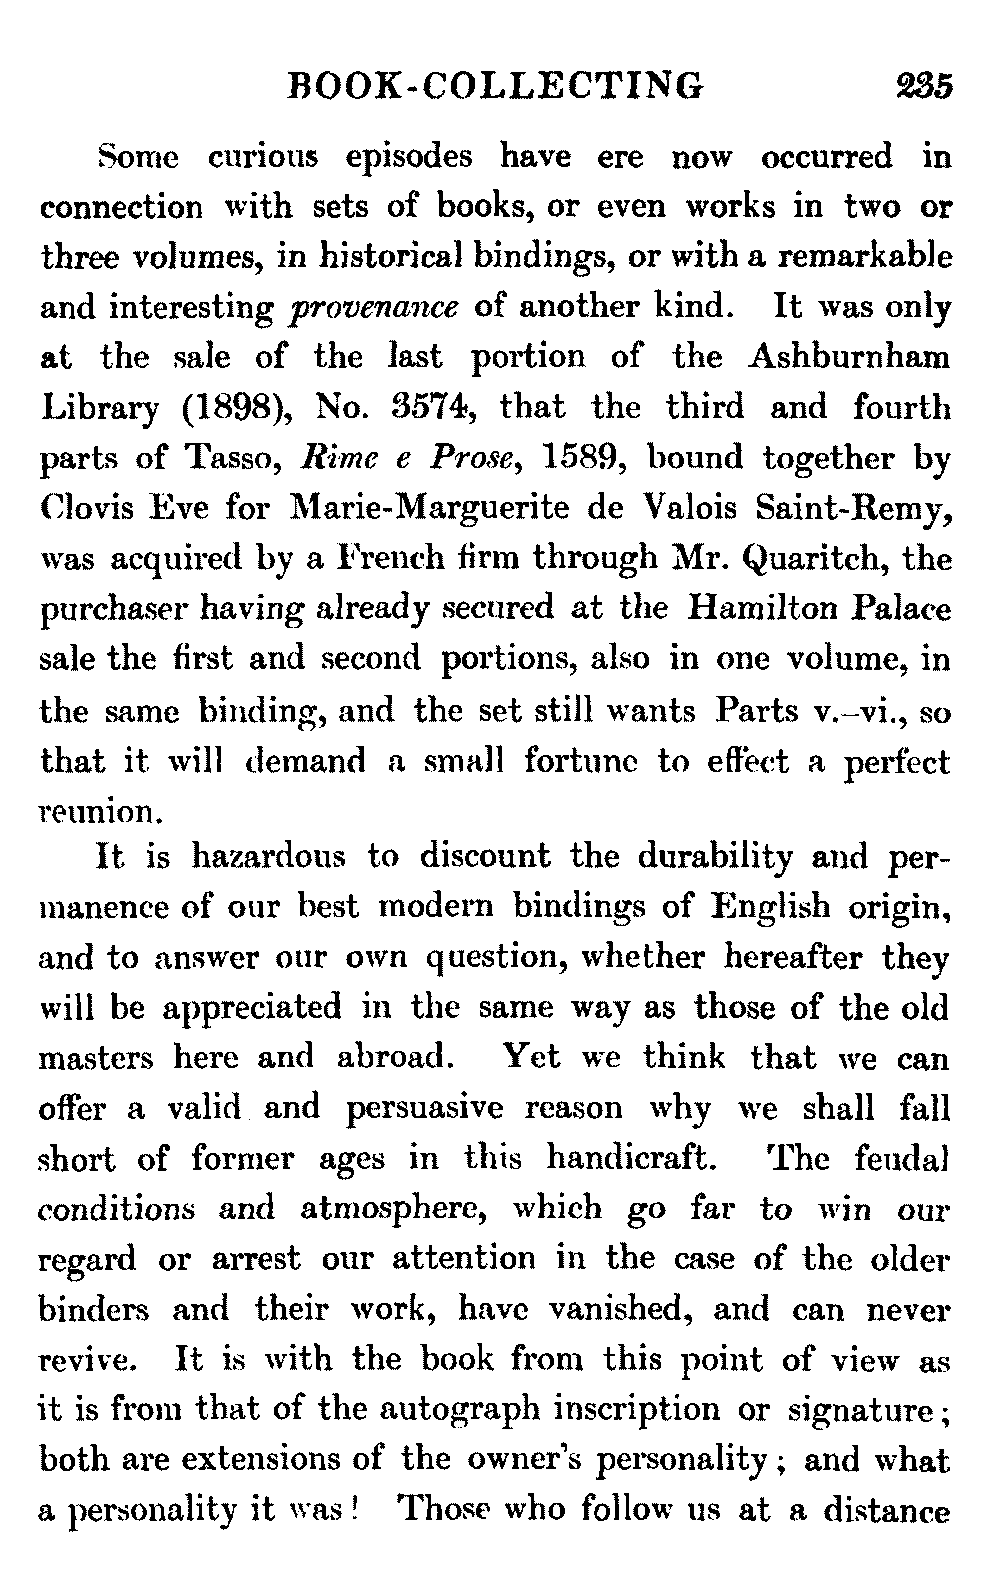 BOOK-COLLECTING 235
Some curious episodes have ere now occurred in
connection with sets of books, or even works in two or
three volumes, in historical bindings, or with a remarkable
and interesting provenance of another kind. It was only
at the sale of the last portion of the Ashburnham
Library (1898), No. 3574, that the third and fourth
parts of Tasso, Rime e Prose, 1589, bound together by
Clovis Eve for Marie-Marguerite de Valois Saint-Remy,
was acquired by a French firm through Mr. Quaritch, the
purchaser having already secured at the Hamilton Palace
sale the first and second portions, also in one volume, in
the same binding, and the set still wants Parts v.–vi., so
that it will demand a small fortune to effect a perfect
reunion.
It is hazardous to discount the durability and per-
manence of our best modern bindings of English origin,
and to answer our own question, whether hereafter they
will be appreciated in the same way as those of the old
masters here and abroad. Yet we think that we can
offer a valid and persuasive reason why we shall fall
short of former ages in this handicraft. The feudal
conditions and atmosphere, which go far to win our
regard or arrest our attention in the case of the older
binders and their work, have vanished, and can never
revive. It is with the book from this point of view as
it is from that of the autograph inscription or signature;
both are extensions of the owner's personality; and what
a personality it was! Those who follow us at a distance